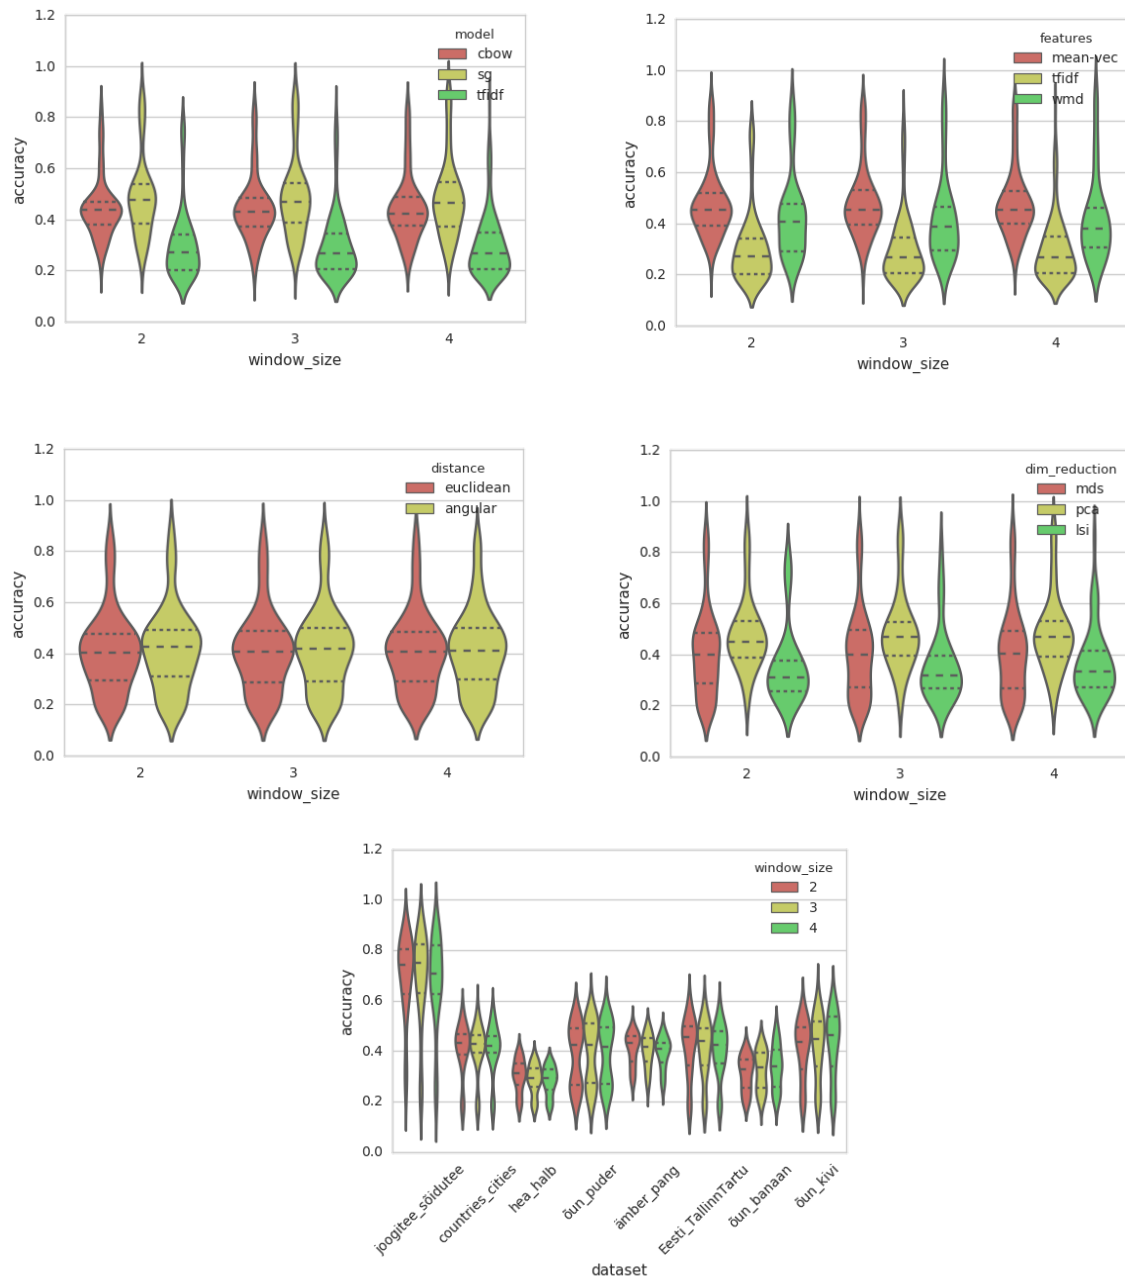 1.2
1.0
0.8
0.6
0.4
0.2
0.0
accuracy
model
cbow
sg
tfidf
2 3 4
window_size
1.2
1.0
0.8
0.6
0.4
0.2
0.0
accuracy
features
mean-vec
tfidf
wmd
2 3 4
window_size
1.2
1.0
0.8
0.6
0.4
0.2
0.0
accuracy
distance
euclidean
angular
2 3 4
window_size
1.2
1.0
0.8
0.6
0.4
0.2
0.0
accuracy
dim_reduction
mds
pca
lsi
2 3 4
window_size
1.2
1.0
0.8
0.6
0.4
0.2
0.0
accuracy
window_size
2
3
4
joogitee_sõidutee
countries_cities
hea_halb
õun_puder
ämber_pang
Eesti_TallinnTartu
õun_banaan
õun_kivi
dataset